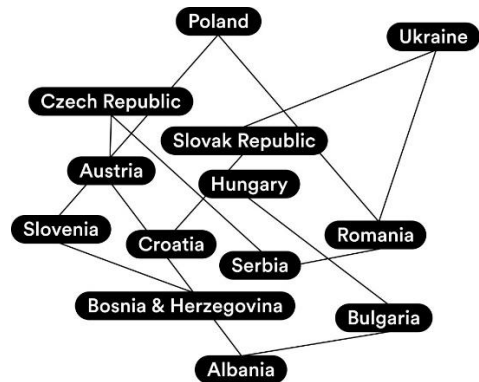 Poland
Ukraine
Czech Republic
Slovak Republic
Austria
Hungary
Slovenia
Croatia
Romania
Serbia
Bosnia & Herzegovina
Bulgaria
Albania